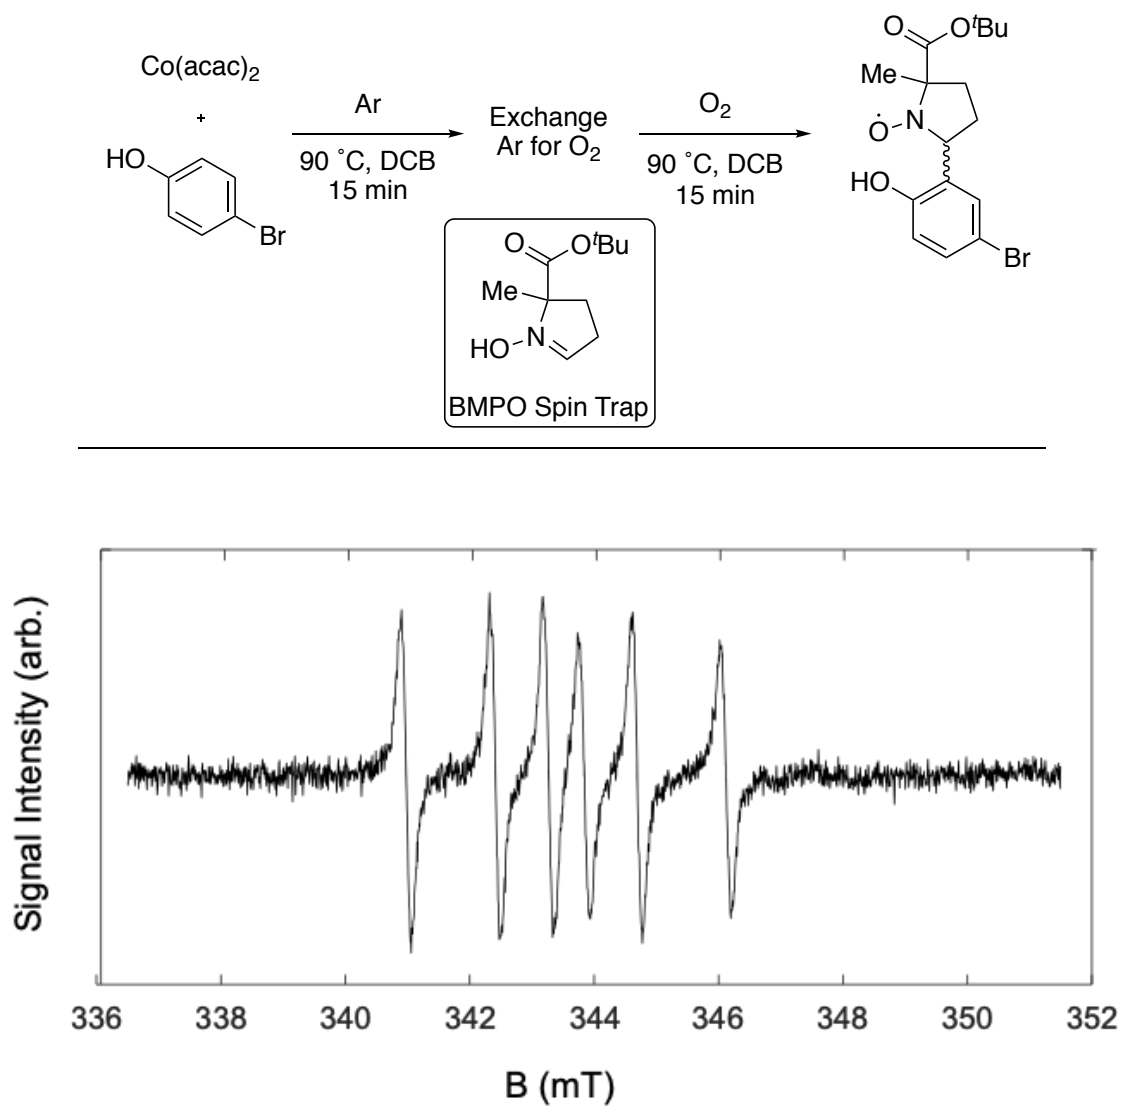 Co(acac)2
+
HO
Br
Ar
90 ˚C, DCB
15 min
Exchange
Ar for O2
O2
90 ˚C, DCB
15 min
O
OtBu
Me
N
O·
HO
Br
O
OtBu
Me
N
HO
BMPO Spin Trap
Signal Intensity (arb.)
336 338 340 342 344 346 348 350 352
B (mT)